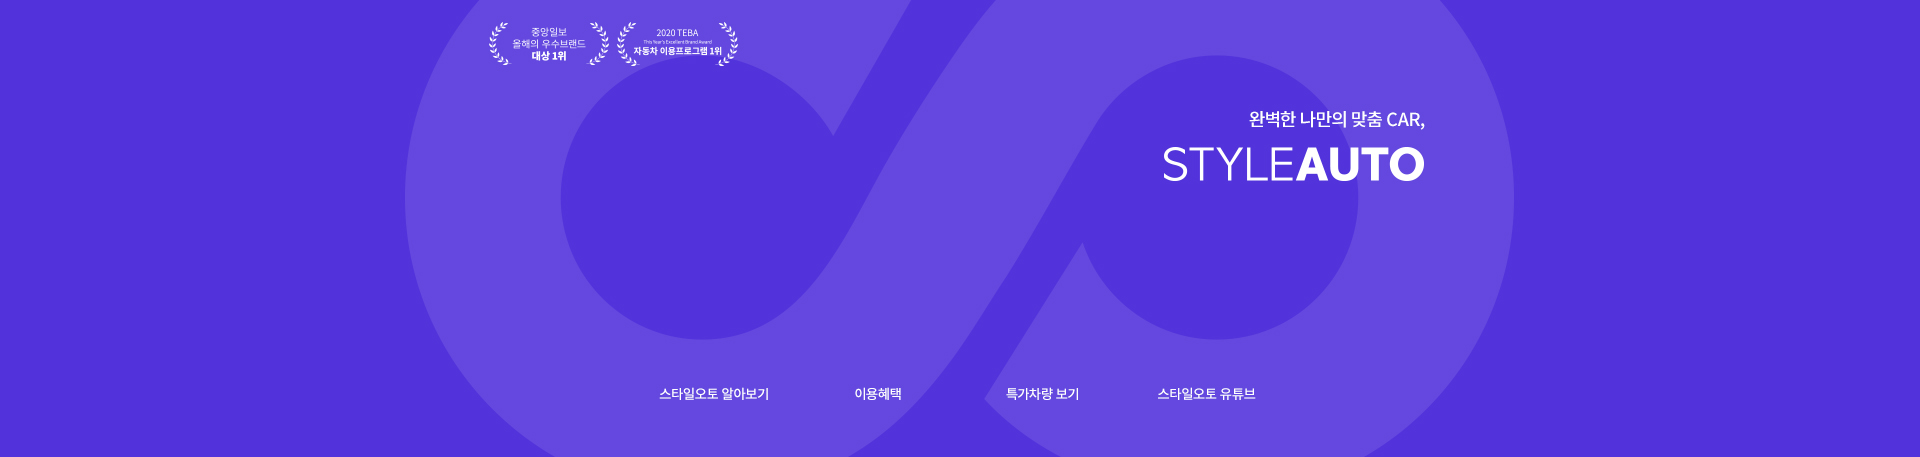 중앙일보
올해의 우수브랜드
대상 1위
2020 TEBA
This Year's Excellent Brand Award
자동차 이용프로그램 1위
완벽한 나만의 맞춤 CAR,
STYLEAUTO
스타일오토 알아보기
이용혜택
특가차량 보기
스타일오토 유튜브